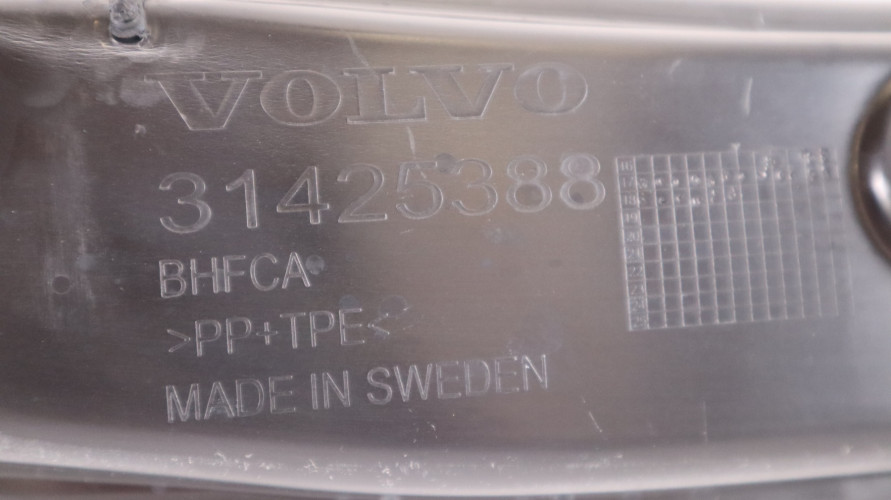 VOLVO
31425388
BHFCA
>PP+TPE<
MADE IN SWEDEN